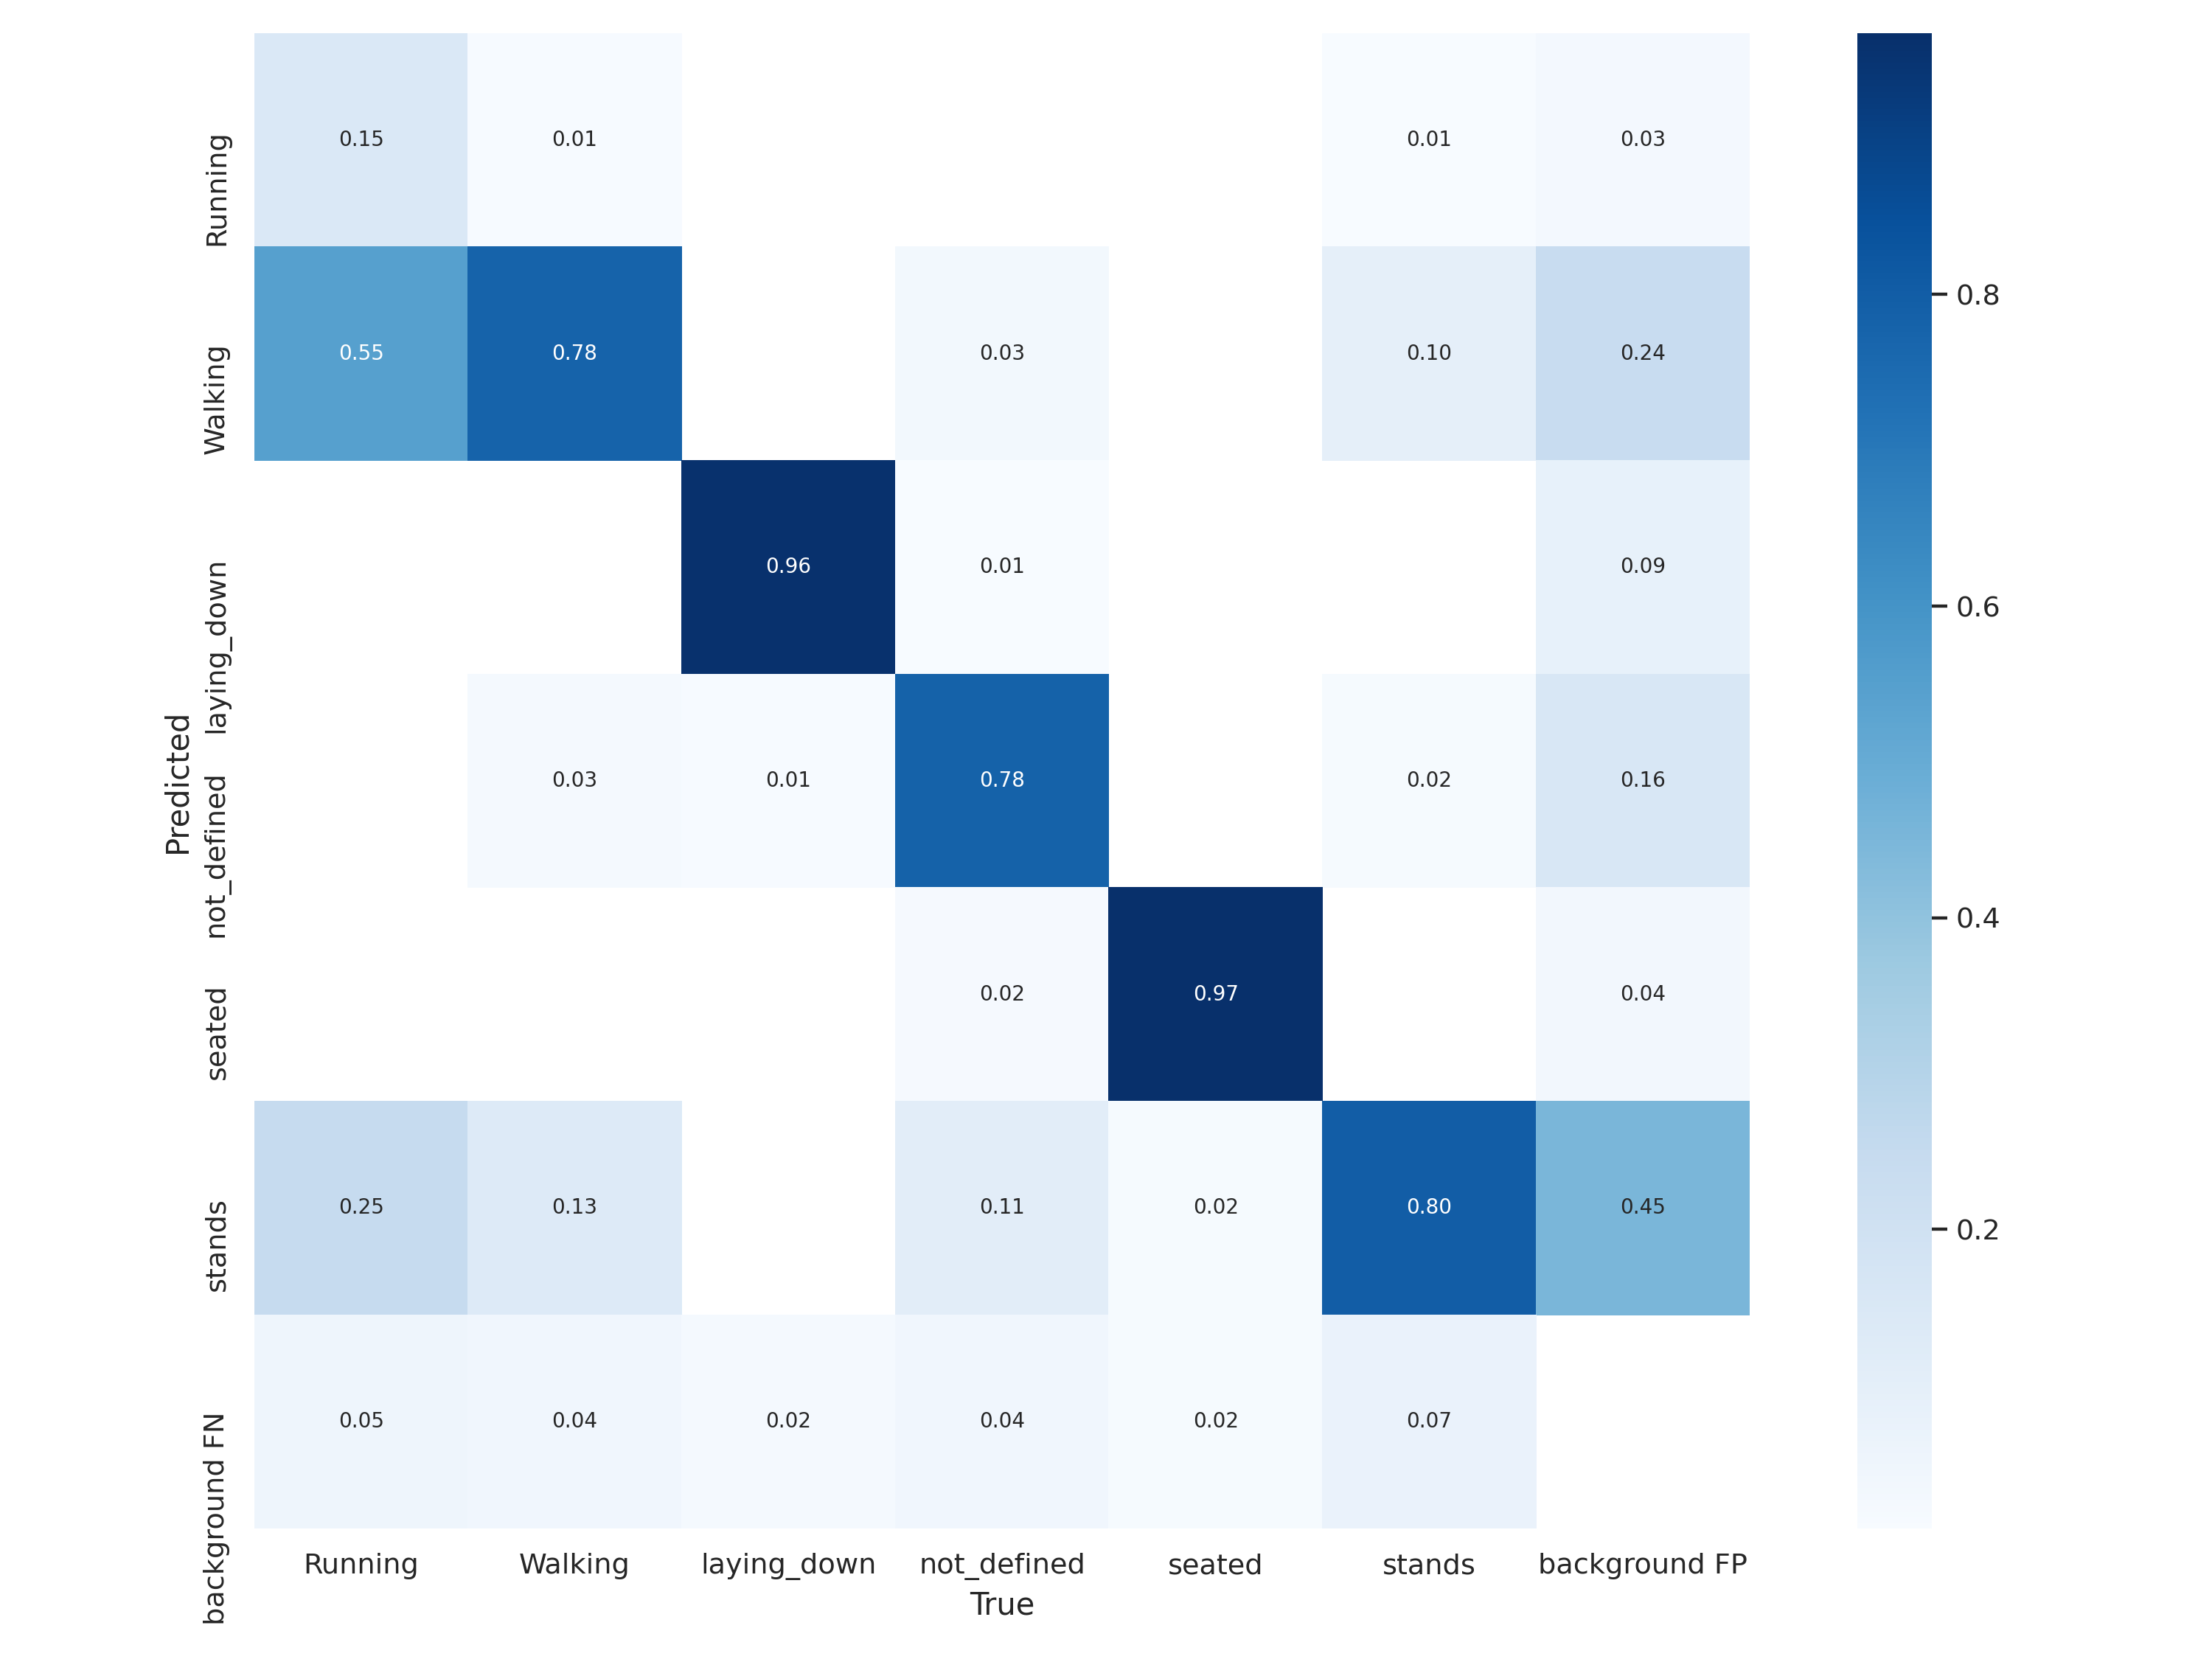 Running 0.15 0.01 0.01 0.03
Walking 0.55 0.78 0.03 0.10 0.24 0.8
laying_down 0.96 0.01 0.09 0.6
Predicted
not_defined 0.03 0.01 0.78 0.02 0.16 0.4
seated 0.02 0.97 0.04
stands 0.25 0.13 0.11 0.02 0.80 0.45 0.2
background FN 0.05 0.04 0.02 0.04 0.02 0.07
Running Walking laying_down not_defined seated stands background FP
True